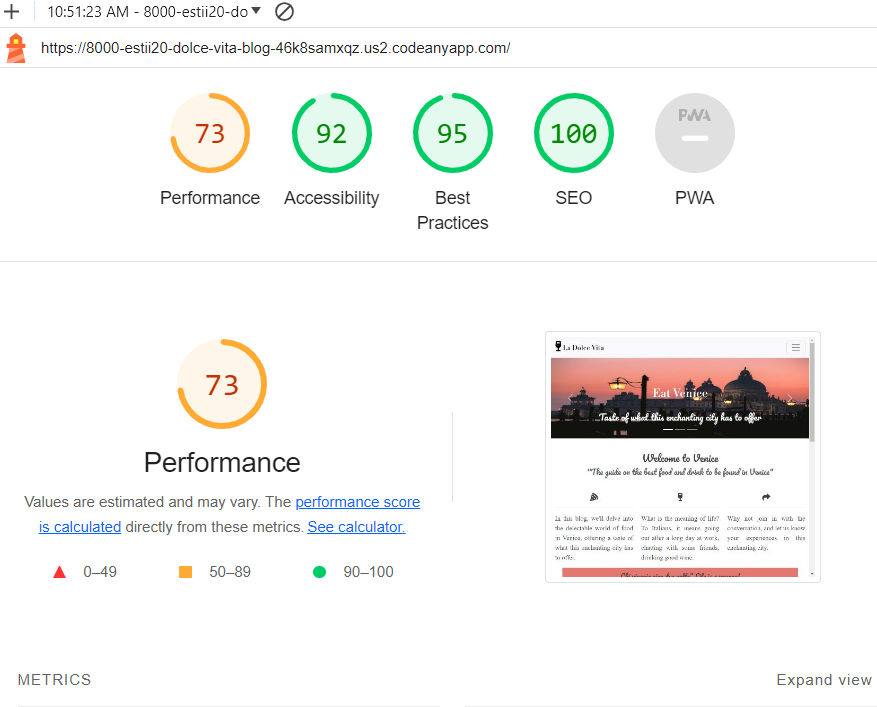 10:51:23 AM - 8000-estii20-do
https://8000-estii20-dolce-vita-blog-46k8samxqz.us2.codeanyapp.com/
73
92
95
100
PWA
Performance
Accessibility
Best
Practices
SEO
PWA
73
Performance
Values are estimated and may vary. The performance score
is calculated directly from these metrics. See calculator.
0–49
50–89
90–100
La Dolce Vita
Eat Venice
Taste of what this enchanting city has to offer
Welcome to Venice
"The guide on the best food and drink to be found in Venice"
In this blog, we'll delve into
the delectable world of food
in Venice, offering a taste of
what this enchanting city has
to offer.
What is the meaning of life?
To Italians, it means going
out after a long day at work,
chatting with some friends,
drinking good wine.
Why not join in with the
conversation, and let us know
your experiences in this
enchanting city.
METRICS
Expand view